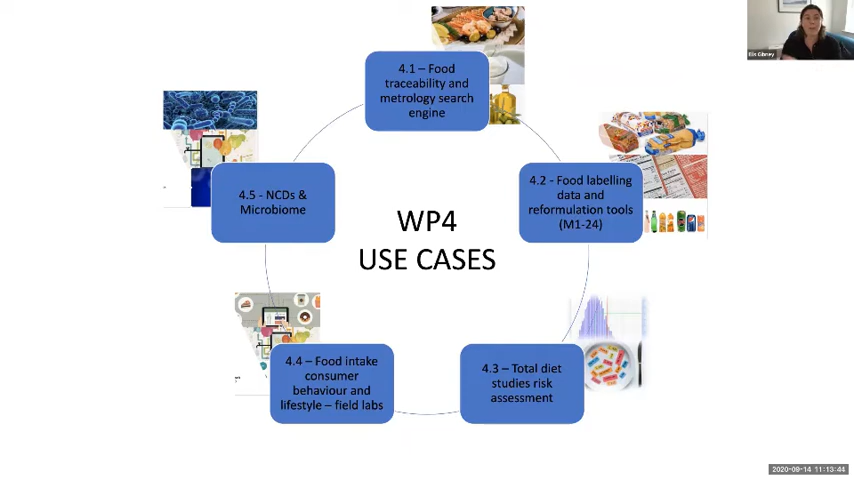 4.1 – Food
traceability and
metrology search
engine
4.2 - Food labelling
data and
reformulation tools
(M1-24)
4.5 - NCDs &
Microbiome
WP4
USE CASES
4.4 – Food intake
consumer
behaviour and
lifestyle – field labs
4.3 – Total diet
studies risk
assessment
Eile Gibney
2020-09-14 11:13:44